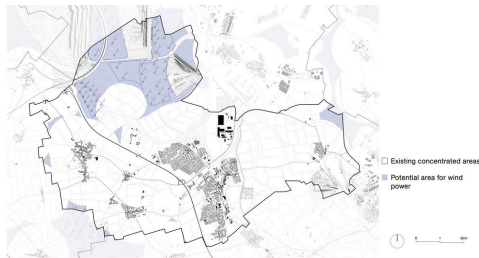 Existing concentrated areas
Potential area for wind
power
0 1 2km